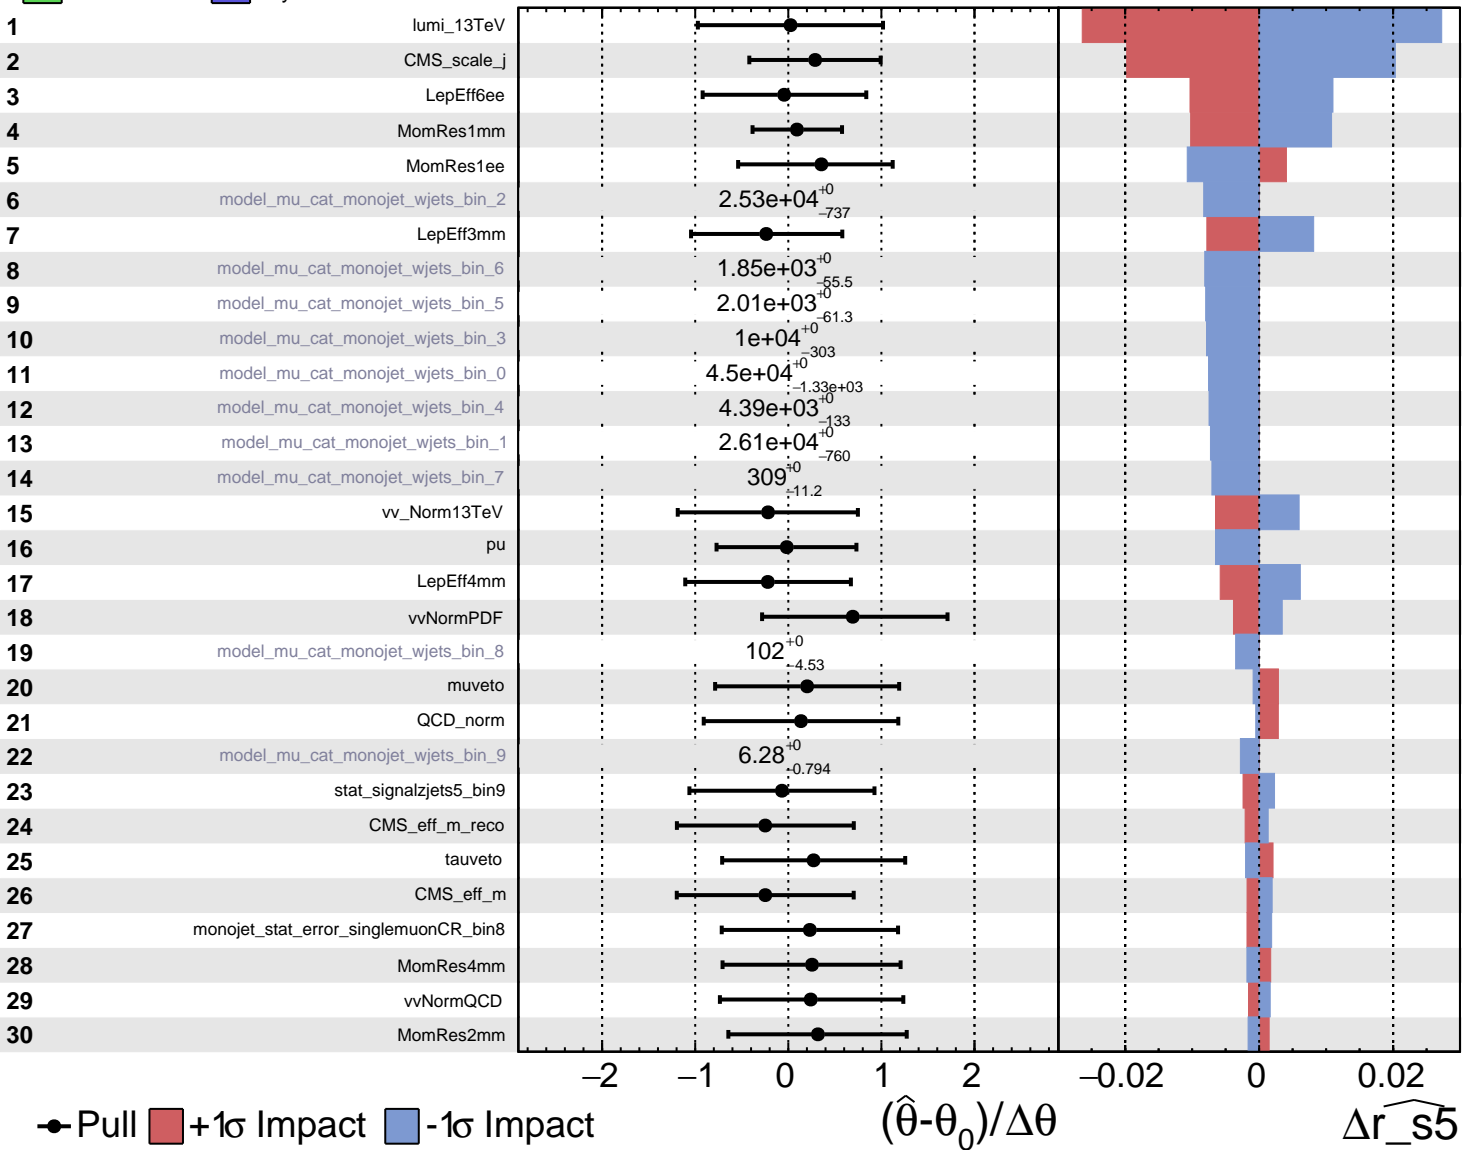 1 lumi_13TeV
2 CMS_scale_j
3 LepEff6ee
4 MomRes1mm
5 MomRes1ee
6 model_mu_cat_monojet_wjets_bin_2 2.53e+04 +0 −737
7 LepEff3mm
8 model_mu_cat_monojet_wjets_bin_6 1.85e+03 +0 −55.5
9 model_mu_cat_monojet_wjets_bin_5 2.01e+03 +0 −61.3
10 model_mu_cat_monojet_wjets_bin_3 1e+04 +0 −303
11 model_mu_cat_monojet_wjets_bin_0 4.5e+04 +0 −1.33e+03
12 model_mu_cat_monojet_wjets_bin_4 4.39e+03 +0 −133
13 model_mu_cat_monojet_wjets_bin_1 2.61e+04 +0 −760
14 model_mu_cat_monojet_wjets_bin_7 309 +0 −11.2
15 vv_Norm13TeV
16 pu
17 LepEff4mm
18 vvNormPDF
19 model_mu_cat_monojet_wjets_bin_8 102 +0 −4.53
20 muveto
21 QCD_norm
22 model_mu_cat_monojet_wjets_bin_9 6.28 +0 −0.794
23 stat_signalzjets5_bin9
24 CMS_eff_m_reco
25 tauveto
26 CMS_eff_m
27 monojet_stat_error_singlemuonCR_bin8
28 MomRes4mm
29 vvNormQCD
30 MomRes2mm
−2 −1 0 1 2 −0.02 0 0.02
Pull +1σ Impact -1σ Impact (θ̂-θ₀)/Δθ Δr_s5